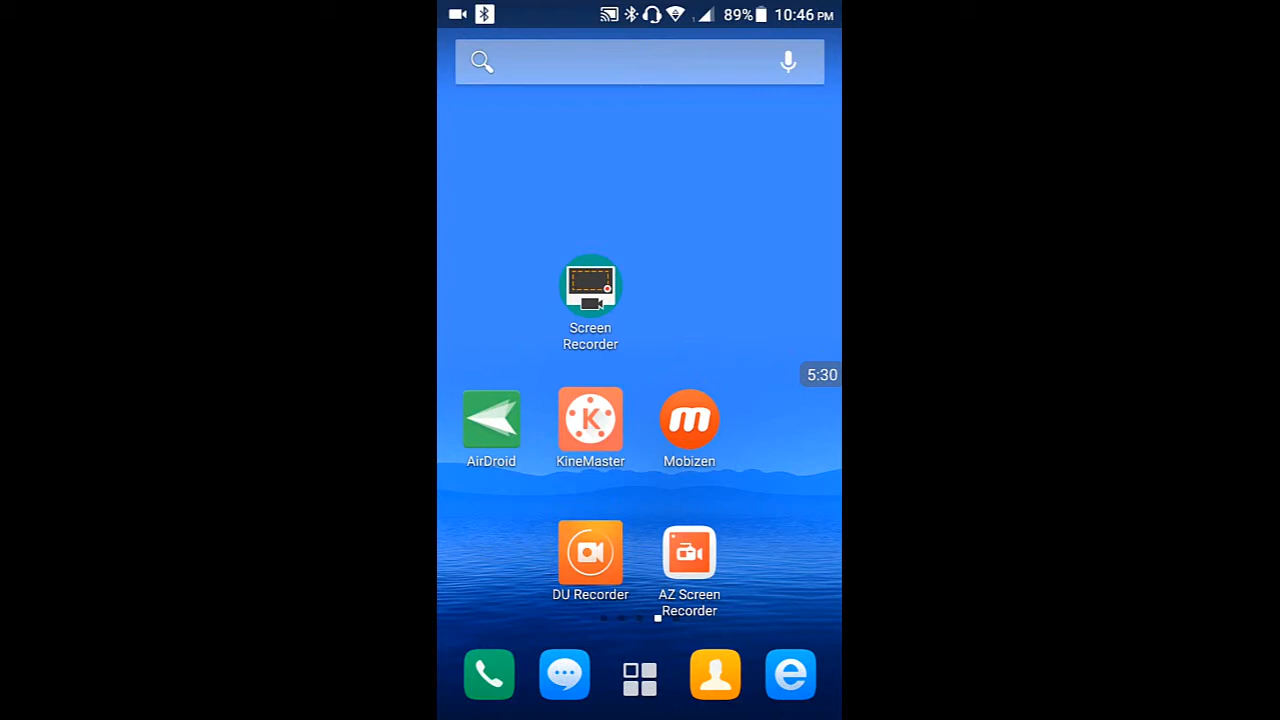 89% 10:46 PM
Screen
Recorder
5:30
AirDroid KineMaster Mobizen
DU Recorder AZ Screen
Recorder